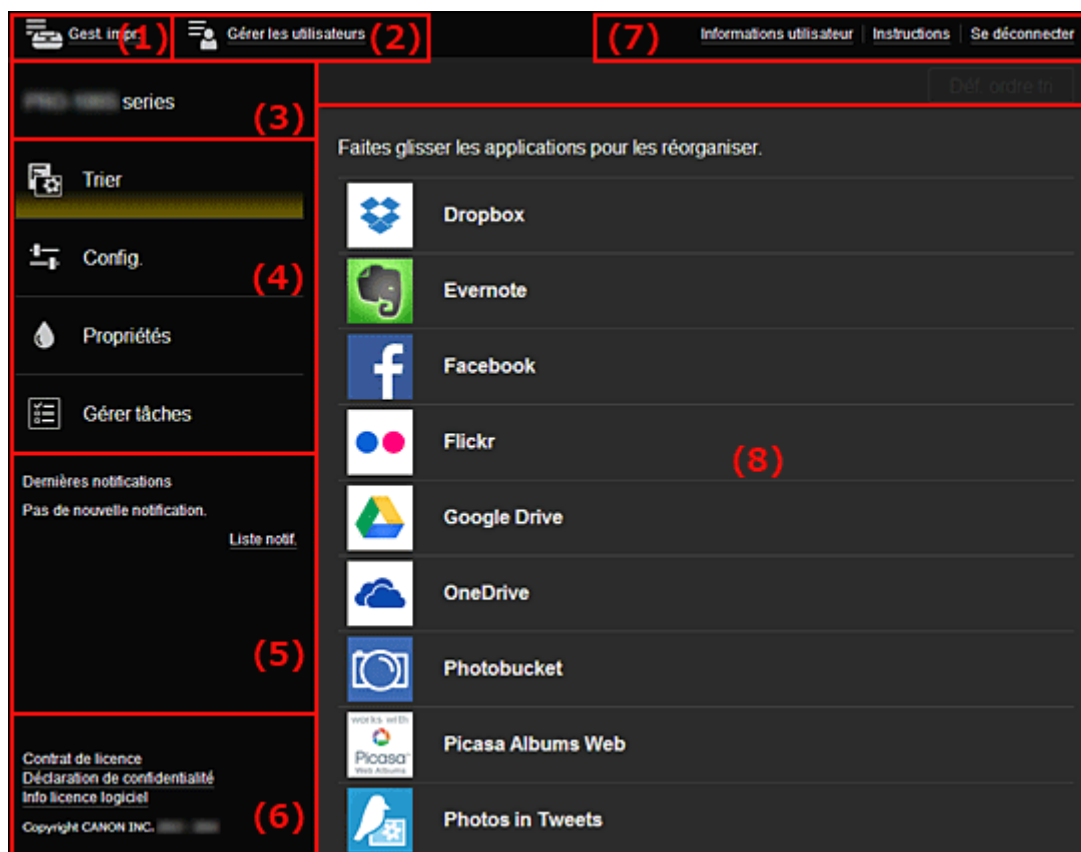 Gest. impr.
(1)
Gérer les utilisateurs
(2)
(7)
Informations utilisateur
Instructions
Se déconnecter
series
(3)
Déf. ordre tri
Trier
Config.
(4)
Propriétés
Gérer tâches
Dernières notifications
Pas de nouvelle notification.
Liste notif.
(5)
Contrat de licence
Déclaration de confidentialité
Info licence logiciel
Copyright CANON INC.
(6)
Faites glisser les applications pour les réorganiser.
Dropbox
Evernote
Facebook
Flickr
(8)
Google Drive
OneDrive
Photobucket
works with
Picasa
Web Albums
Picasa Albums Web
Photos in Tweets